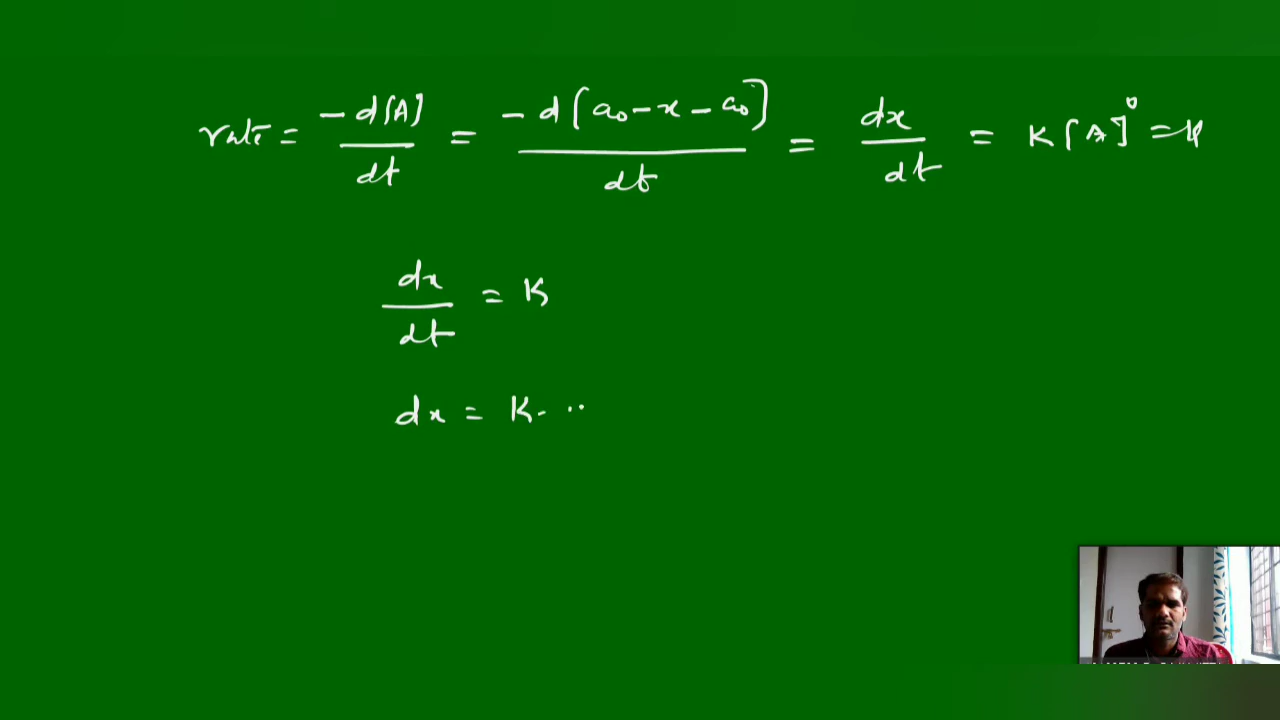 rate = -d[A]/dt = -d[a₀-x-a₀]/dt = dx/dt = K[A]⁰ = K
dx/dt = K
dx = K. ..